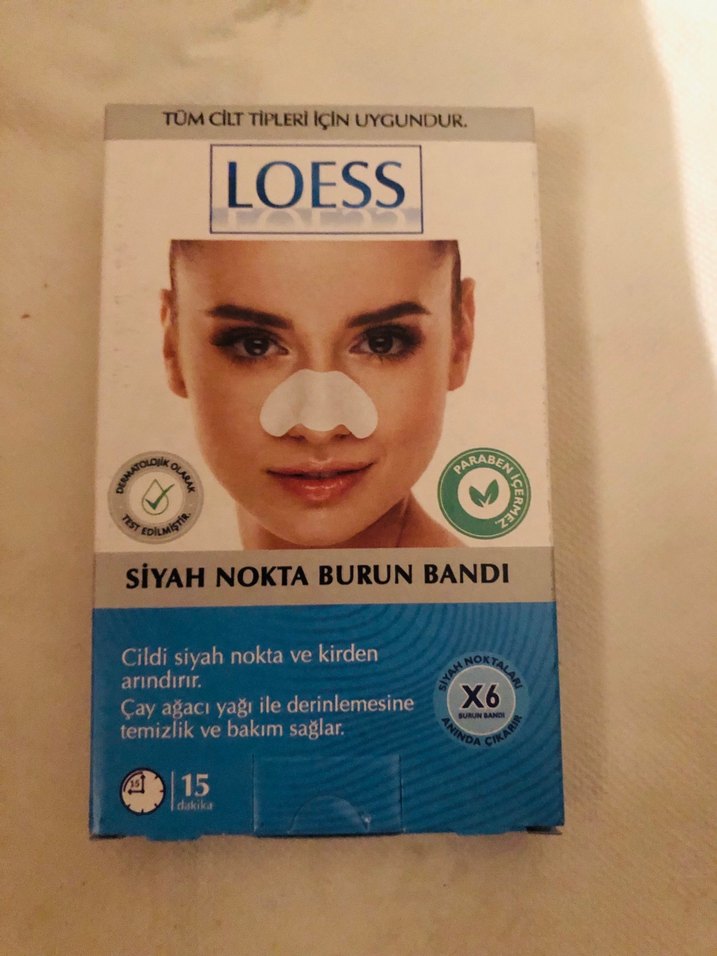 TÜM CİLT TİPLERİ İÇİN UYGUNDUR.
LOESS
DERMATOLOJİK OLARAK
TEST EDİLMİŞTİR.
PARABEN İÇERMEZ.
SİYAH NOKTA BURUN BANDI
Cildi siyah nokta ve kirden
arındırır.
Çay ağacı yağı ile derinlemesine
temizlik ve bakım sağlar.
SİYAH NOKTALARI
X6
BURUN BANDI
ANINDA ÇIKARIR
15
15
dakika